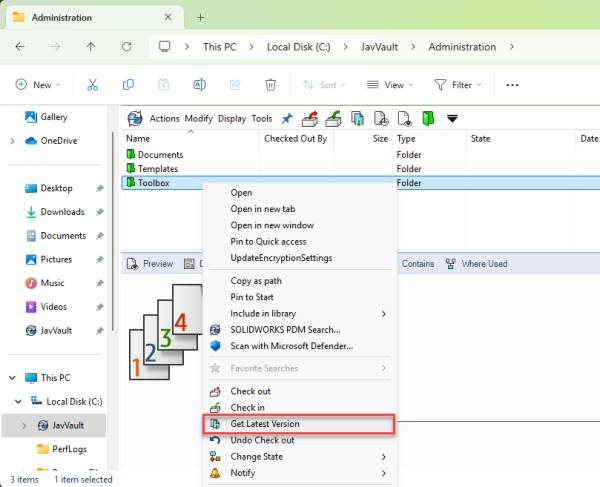 Administration
This PC > Local Disk (C:) > JavVault > Administration >
New Sort View Filter ...
Gallery
OneDrive
Desktop
Downloads
Documents
Pictures
Music
Videos
JavVault
This PC
Local Disk (C:)
JavVault
PerfLogs
Actions Modify Display Tools
Name Checked Out By Size Type State Date
Documents Folder
Templates Folder
Toolbox Folder
Preview Contains Where Used
1 2 3 4
Open
Open in new tab
Open in new window
Pin to Quick access
UpdateEncryptionSettings
Copy as path
Pin to Start
Include in library
SOLIDWORKS PDM Search...
Scan with Microsoft Defender...
Favorite Searches
Check out
Check in
Get Latest Version
Undo Check out
Change State
Notify
3 items 1 item selected